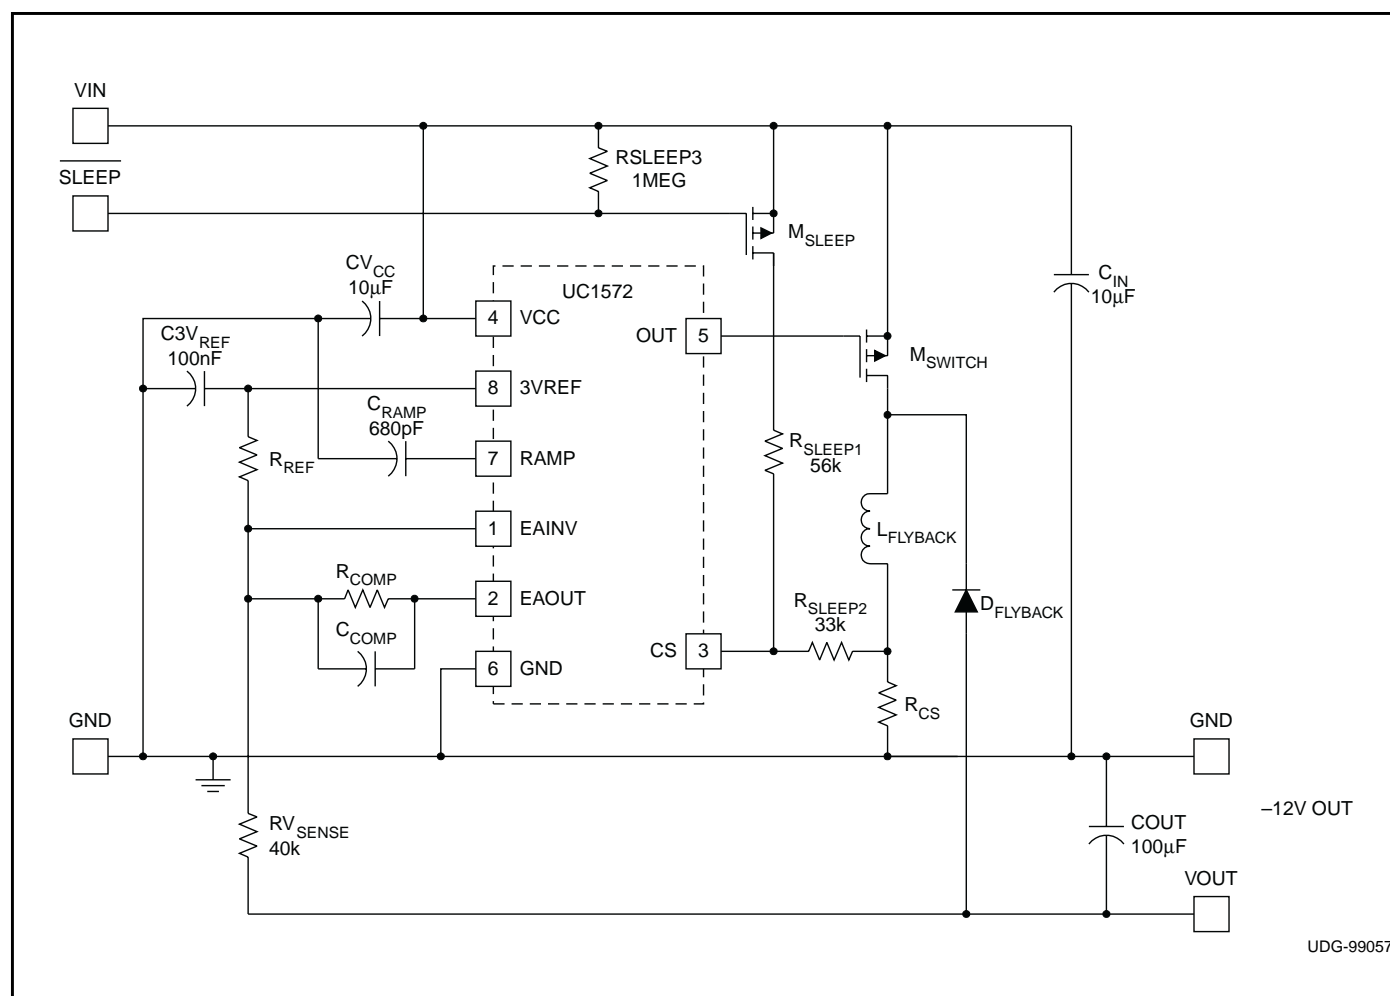 VIN
SLEEP
RSLEEP3
1MEG
MSLEEP
CVCC
10µF
UC1572
CIN
10µF
4
VCC
OUT
5
C3VREF
100nF
MSWITCH
8
3VREF
CRAMP
680pF
RREF
7
RAMP
RSLEEP1
56k
1
EAINV
LFLYBACK
RCOMP
2
EAOUT
RSLEEP2
33k
DFLYBACK
CCOMP
CS
3
6
GND
RCS
GND
GND
–12V OUT
RVSENSE
40k
COUT
100µF
VOUT
UDG-99057